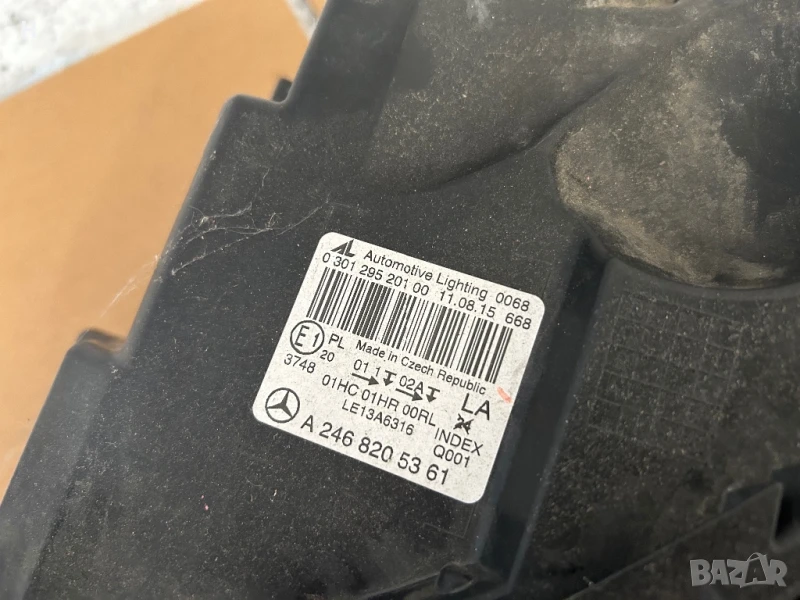 AL Automotive Lighting 0068
0 301 295 201 00 11.08.15 668
E1 PL Made in Czech Republic
20
3748
01 1 02A
01HC 01HR 00RL LA
LE13A6316 24 INDEX
Q001
A 246 820 53 61
BAZAR